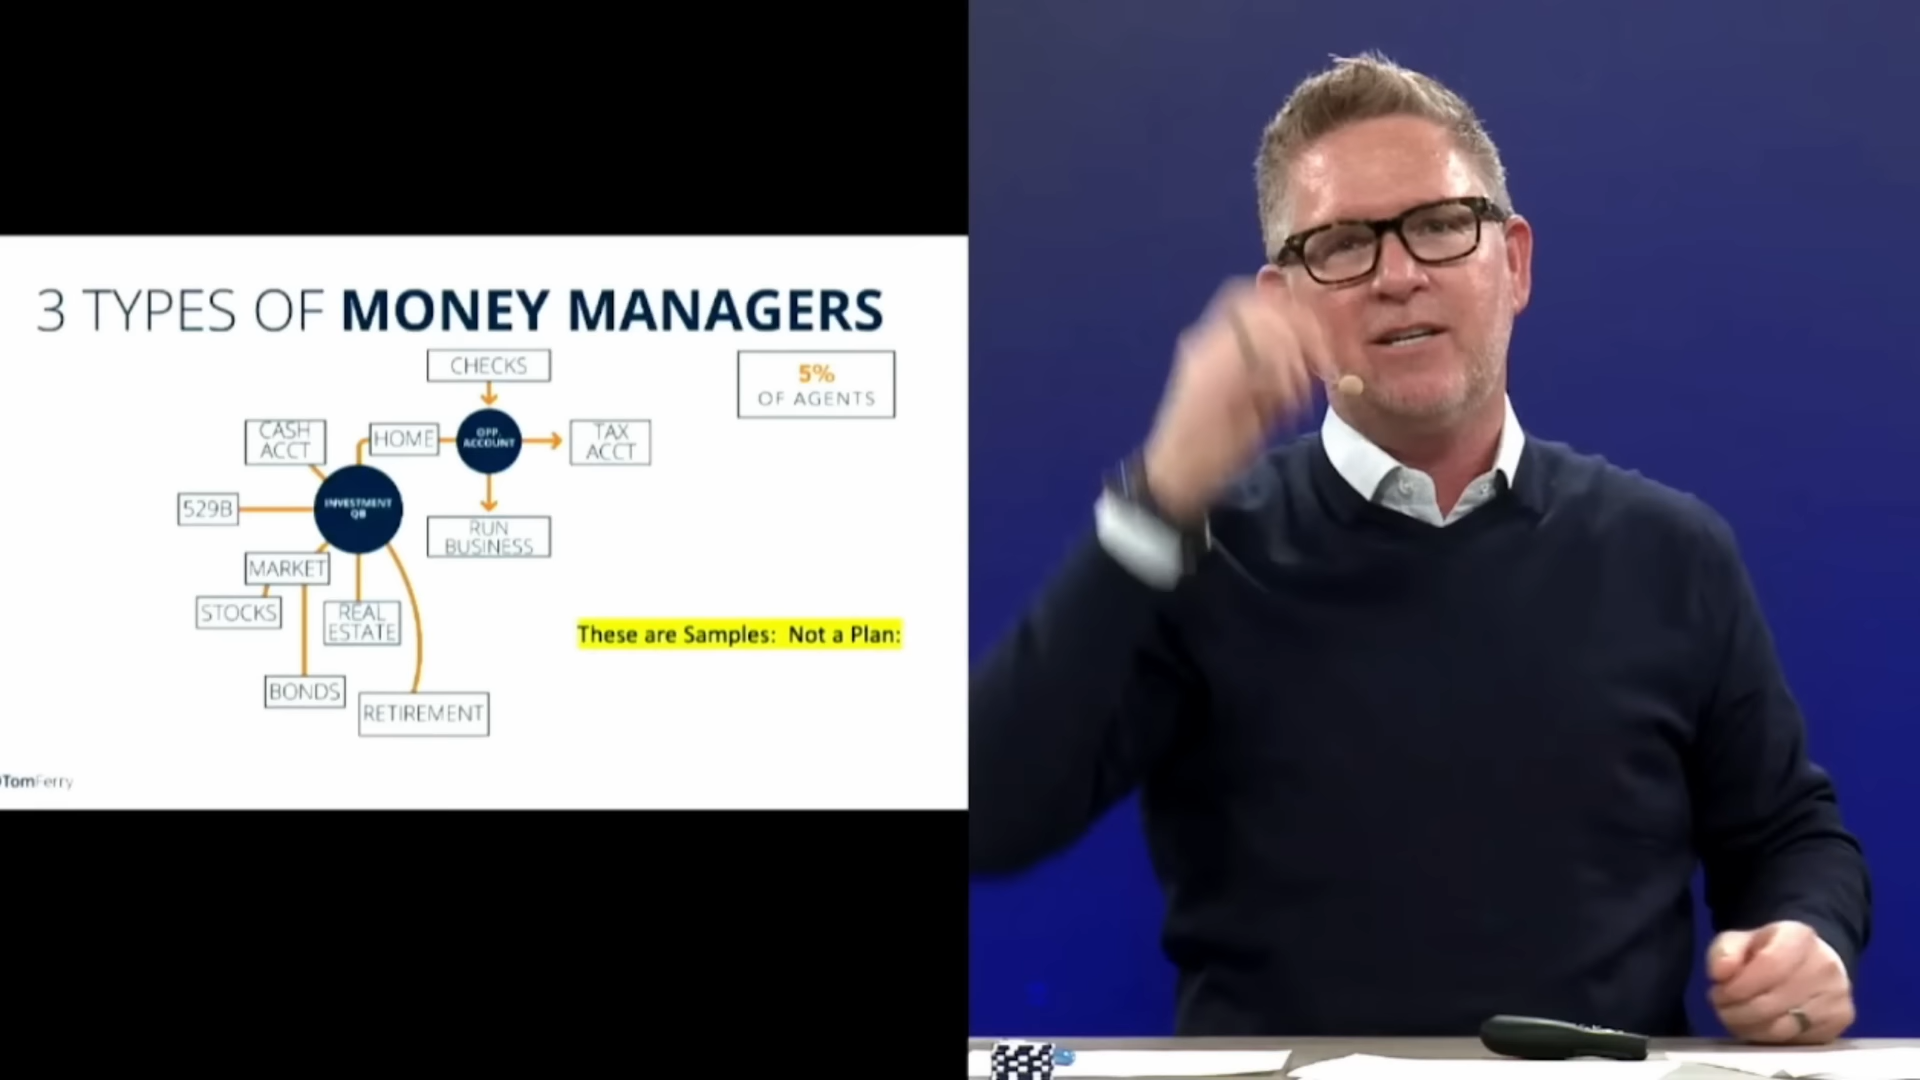 3 TYPES OF MONEY MANAGERS
CHECKS
5%
OF AGENTS
CASH
ACCT
HOME
OPP.
ACCOUNT
TAX
ACCT
529B
INVESTMENT
QB
RUN
BUSINESS
MARKET
STOCKS
REAL
ESTATE
These are Samples: Not a Plan:
BONDS
RETIREMENT
TomFerry